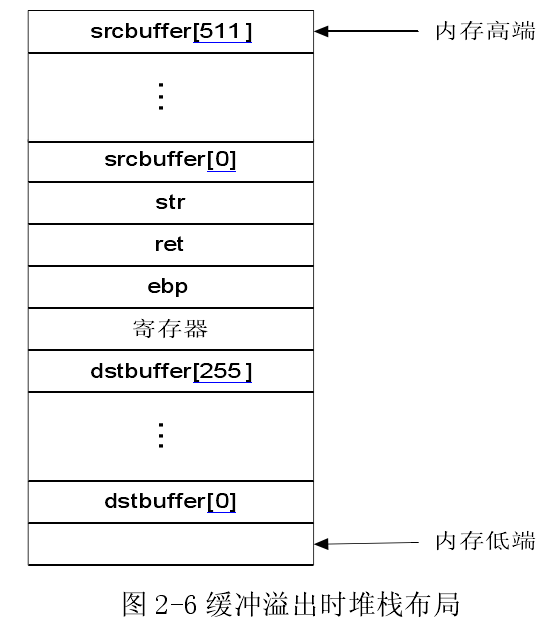 srcbuffer[511] 内存高端
⋮
srcbuffer[0]
str
ret
ebp
寄存器
dstbuffer[255]
⋮
dstbuffer[0]
内存低端
图 2-6 缓冲溢出时堆栈布局